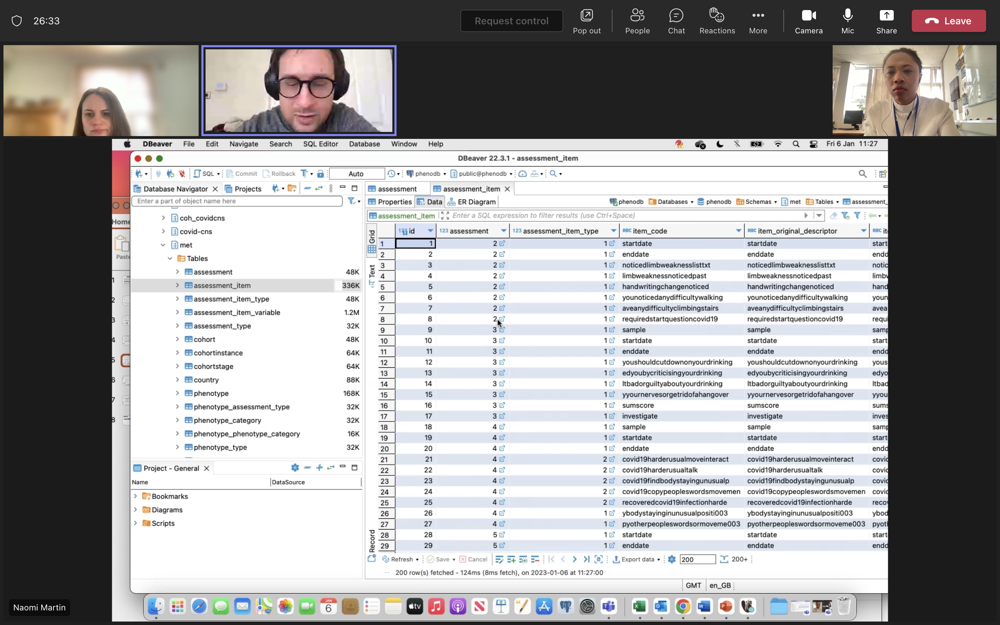 26:33
Request control
Pop out
People
Chat
Reactions
More
Camera
Mic
Share
Leave
DBeaver File Edit Navigate Search SQL Editor Database Window Help
Fri 6 Jan 11:27
DBeaver 22.3.1 - assessment_item
SQL Commit Rollback Auto phenodb public@phenodb
Database Navigator Projects
Enter a part of object name here
coh_covidcns
covid-cns
met
Tables
assessment 48K
assessment_item 336K
assessment_item_type 48K
assessment_item_variable 1.2M
assessment_type 32K
cohort 48K
cohortinstance 64K
cohortstage 64K
country 88K
phenotype 168K
phenotype_assessment_type 32K
phenotype_category 32K
phenotype_phenotype_category 16K
phenotype_type 32K
Project - General
Name DataSource
Bookmarks
Diagrams
Scripts
Home
Paste
1
2
3
4
5
6
7
8
assessment assessment_item
Properties Data ER Diagram
phenodb Databases phenodb Schemas met Tables assessment_
assessment_item Enter a SQL expression to filter results (use Ctrl+Space)
Grid
Text
Record
123 id 123 assessment 123 assessment_item_type ABC item_code ABC item_original_descriptor ABC it
1 1 2 1 startdate startdate start
2 2 2 1 enddate enddate endd
3 3 2 1 noticedlimbweaknesslisttxt noticedlimbweaknesslisttxt notic
4 4 2 1 limbweaknessnoticedpast limbweaknessnoticedpast limbw
5 5 2 1 handwritingchangenoticed handwritingchangenoticed hand
6 6 2 1 younoticedanydifficultywalking younoticedanydifficultywalking youn
7 7 2 1 aveanydifficultyclimbingstairs aveanydifficultyclimbingstairs avea
8 8 2 1 requiredstartquestioncovid19 requiredstartquestioncovid19 requi
9 9 3 1 sample sample samp
10 10 3 1 startdate startdate start
11 11 3 1 enddate enddate endd
12 12 3 1 youshouldcutdownonyourdrinking youshouldcutdownonyourdrinking yous
13 13 3 1 edyoubycriticisingyourdrinking edyoubycriticisingyourdrinking edyo
14 14 3 1 ltbadorguiltyaboutyourdrinking ltbadorguiltyaboutyourdrinking ltbad
15 15 3 1 yyournervesorgetridofahangover yyournervesorgetridofahangover yyou
16 16 3 1 sumscore sumscore sums
17 17 3 1 investigate investigate inves
18 18 4 1 sample sample samp
19 19 4 1 startdate startdate start
20 20 4 1 enddate enddate endd
21 21 4 2 covid19harderusualmoveinteract covid19harderusualmoveinteract covic
22 22 4 2 covid19harderusualtalk covid19harderusualtalk covic
23 23 4 2 covid19findbodystayingunusualp covid19findbodystayingunusualp covic
24 24 4 2 covid19copypeopleswordsmovemen covid19copypeopleswordsmovemen covic
25 25 4 2 recoveredcovid19infectionharde recoveredcovid19infectionharde reco
26 26 4 1 ybodystayinginunusualpositi003 ybodystayinginunusualpositi003 ybod
27 27 4 1 pyotherpeopleswordsormoveme003 pyotherpeopleswordsormoveme003 pyot
28 28 5 1 startdate startdate start
29 29 5 1 enddate enddate endd
Refresh Save Cancel Export data 200 200+
200 row(s) fetched - 124ms (8ms fetch), on 2023-01-06 at 11:27:00
GMT en_GB
Naomi Martin
JAN
6
tv